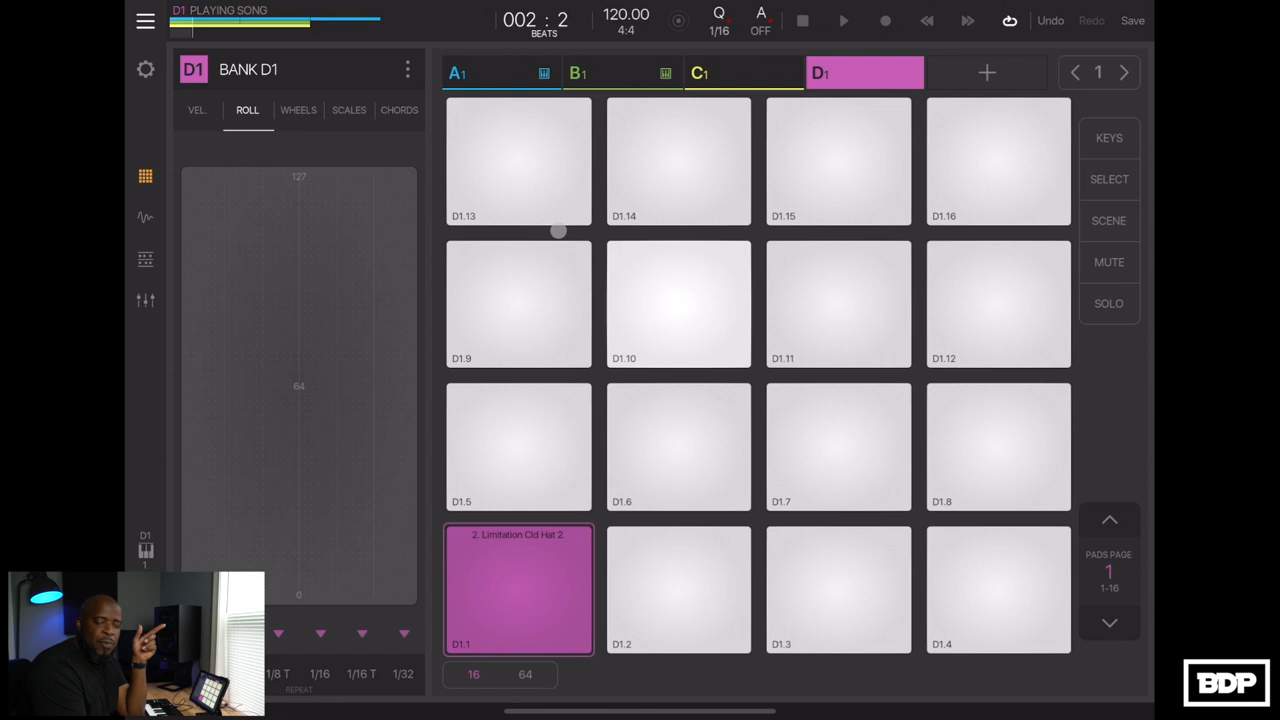 D1 PLAYING SONG
002 : 2
BEATS
120.00
4:4
Q
1/16
A
OFF
Undo
Redo
Save
D1
BANK D1
A1
B1
C1
D1
1
VEL.
ROLL
WHEELS
SCALES
CHORDS
127
64
0
D1.13
D1.14
D1.15
D1.16
D1.9
D1.10
D1.11
D1.12
D1.5
D1.6
D1.7
D1.8
2. Limitation Cld Hat 2.
D1.1
D1.2
D1.3
D1.4
KEYS
SELECT
SCENE
MUTE
SOLO
PADS PAGE
1
1-16
D1
1
1/8 T
1/16
1/16 T
1/32
REPEAT
16
64
BDP